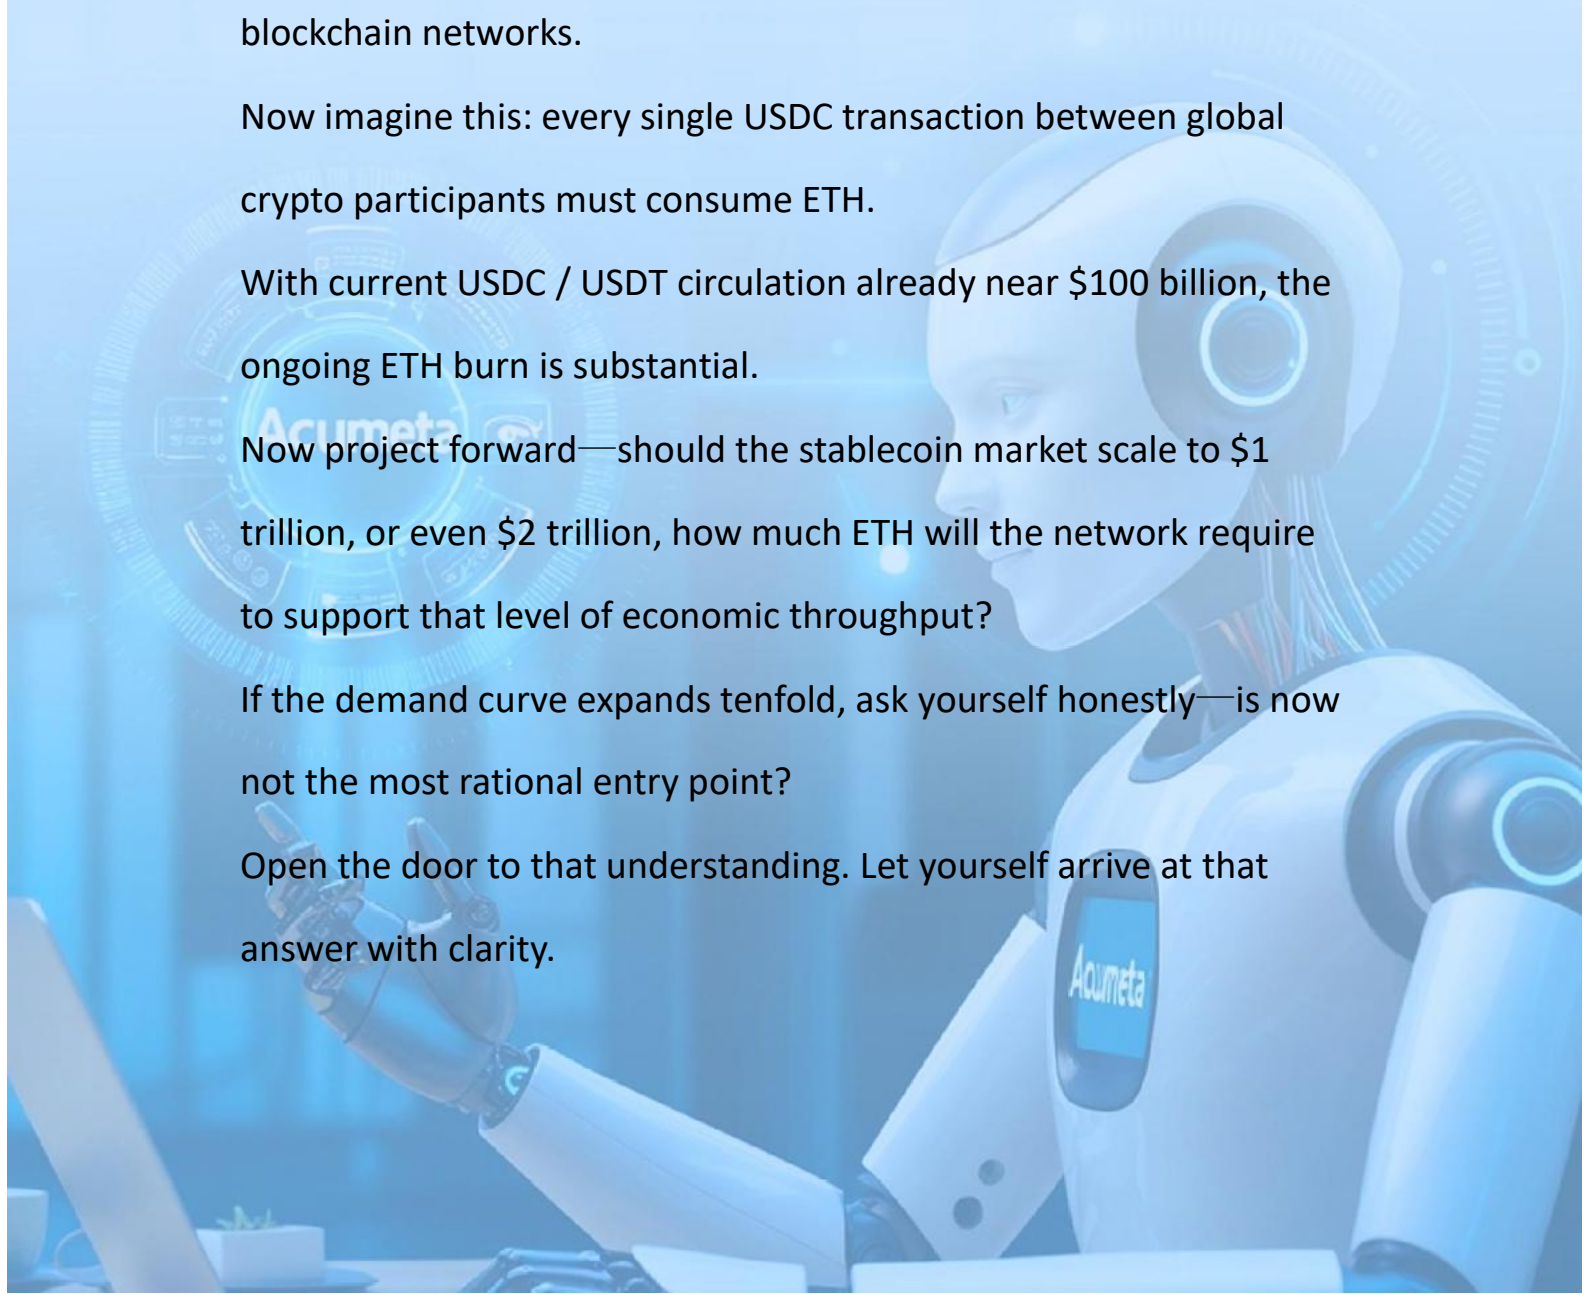 blockchain networks.
Now imagine this: every single USDC transaction between global
crypto participants must consume ETH.
With current USDC / USDT circulation already near $100 billion, the
ongoing ETH burn is substantial.
Acumeta
Now project forward—should the stablecoin market scale to $1
trillion, or even $2 trillion, how much ETH will the network require
to support that level of economic throughput?
If the demand curve expands tenfold, ask yourself honestly—is now
not the most rational entry point?
Open the door to that understanding. Let yourself arrive at that
answer with clarity.
Acumeta